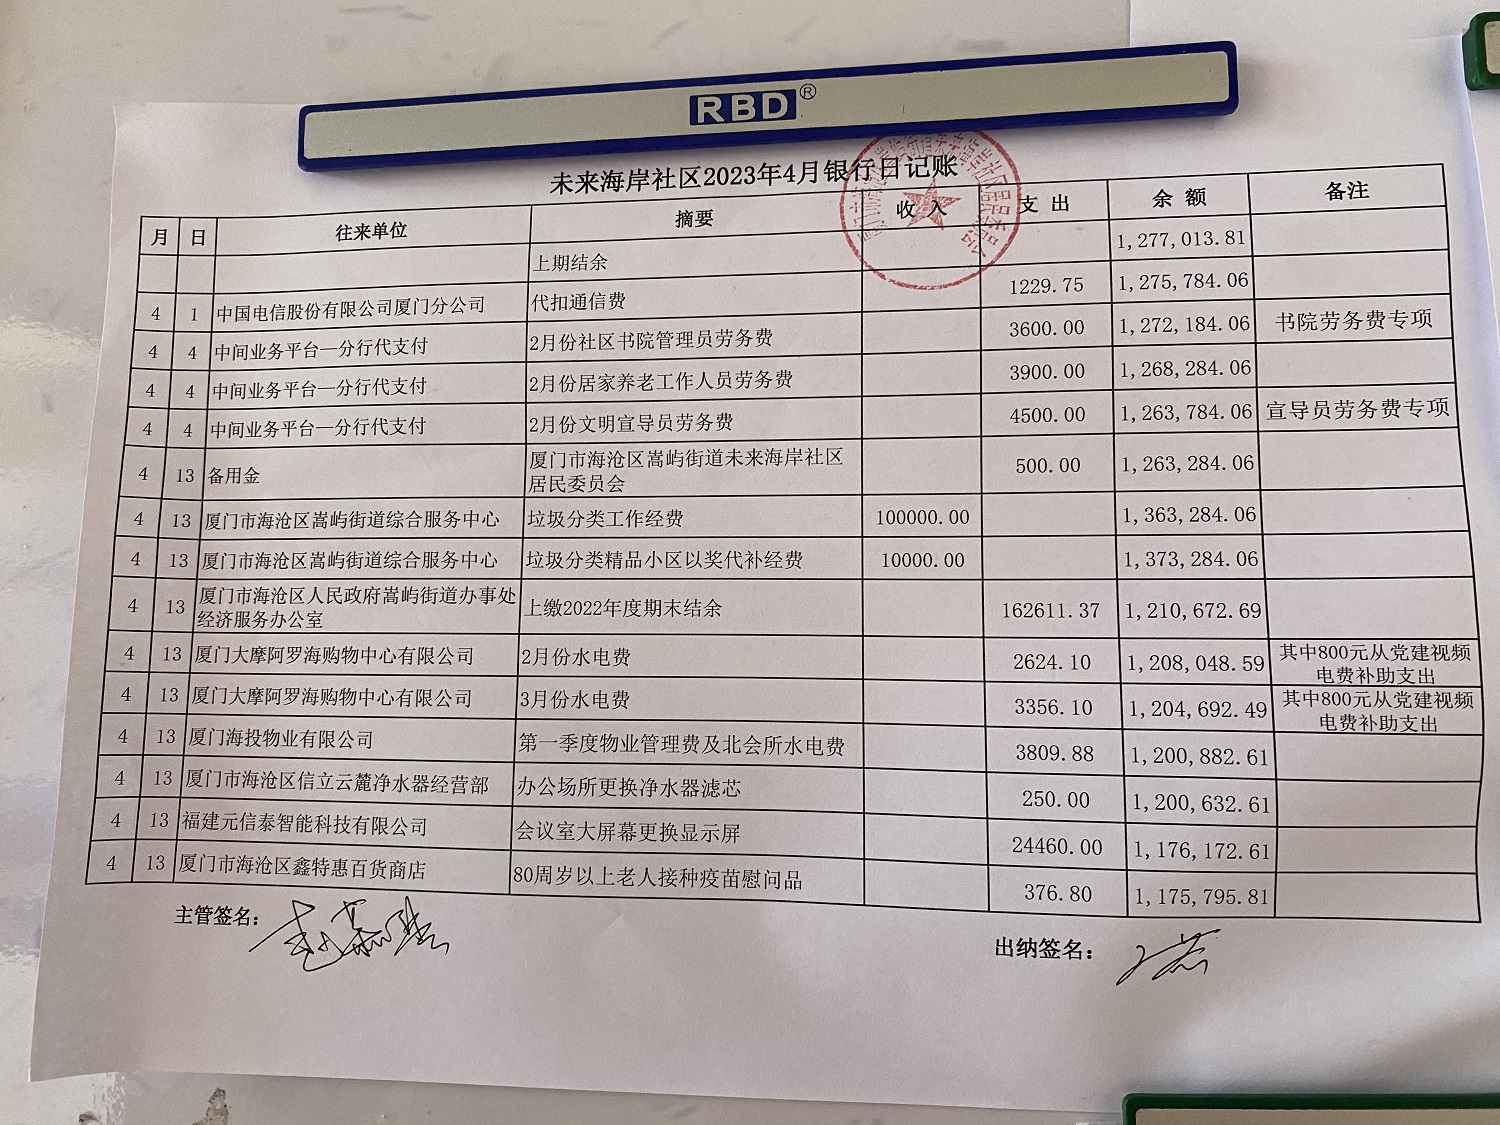 RBD®
未来海岸社区2023年4月银行日记账
月 日 往来单位 摘要 收入 支出 余额 备注
上期结余 1,277,013.81
4 1 中国电信股份有限公司厦门分公司 代扣通信费 1229.75 1,275,784.06
4 4 中间业务平台—分行代支付 2月份社区书院管理员劳务费 3600.00 1,272,184.06 书院劳务费专项
4 4 中间业务平台—分行代支付 2月份居家养老工作人员劳务费 3900.00 1,268,284.06
4 4 中间业务平台—分行代支付 2月份文明宣导员劳务费 4500.00 1,263,784.06 宣导员劳务费专项
4 13 备用金 厦门市海沧区嵩屿街道未来海岸社区
居民委员会 500.00 1,263,284.06
4 13 厦门市海沧区嵩屿街道综合服务中心 垃圾分类工作经费 100000.00 1,363,284.06
4 13 厦门市海沧区嵩屿街道综合服务中心 垃圾分类精品小区以奖代补经费 10000.00 1,373,284.06
4 13 厦门市海沧区人民政府嵩屿街道办事处
经济服务办公室 上缴2022年度期末结余 162611.37 1,210,672.69
4 13 厦门大摩阿罗海购物中心有限公司 2月份水电费 2624.10 1,208,048.59 其中800元从党建视频
电费补助支出
4 13 厦门大摩阿罗海购物中心有限公司 3月份水电费 3356.10 1,204,692.49 其中800元从党建视频
电费补助支出
4 13 厦门海投物业有限公司 第一季度物业管理费及北会所水电费 3809.88 1,200,882.61
4 13 厦门市海沧区信立云麓净水器经营部 办公场所更换净水器滤芯 250.00 1,200,632.61
4 13 福建元信泰智能科技有限公司 会议室大屏幕更换显示屏 24460.00 1,176,172.61
4 13 厦门市海沧区鑫特惠百货商店 80周岁以上老人接种疫苗慰问品 376.80 1,175,795.81
主管签名： 出纳签名：